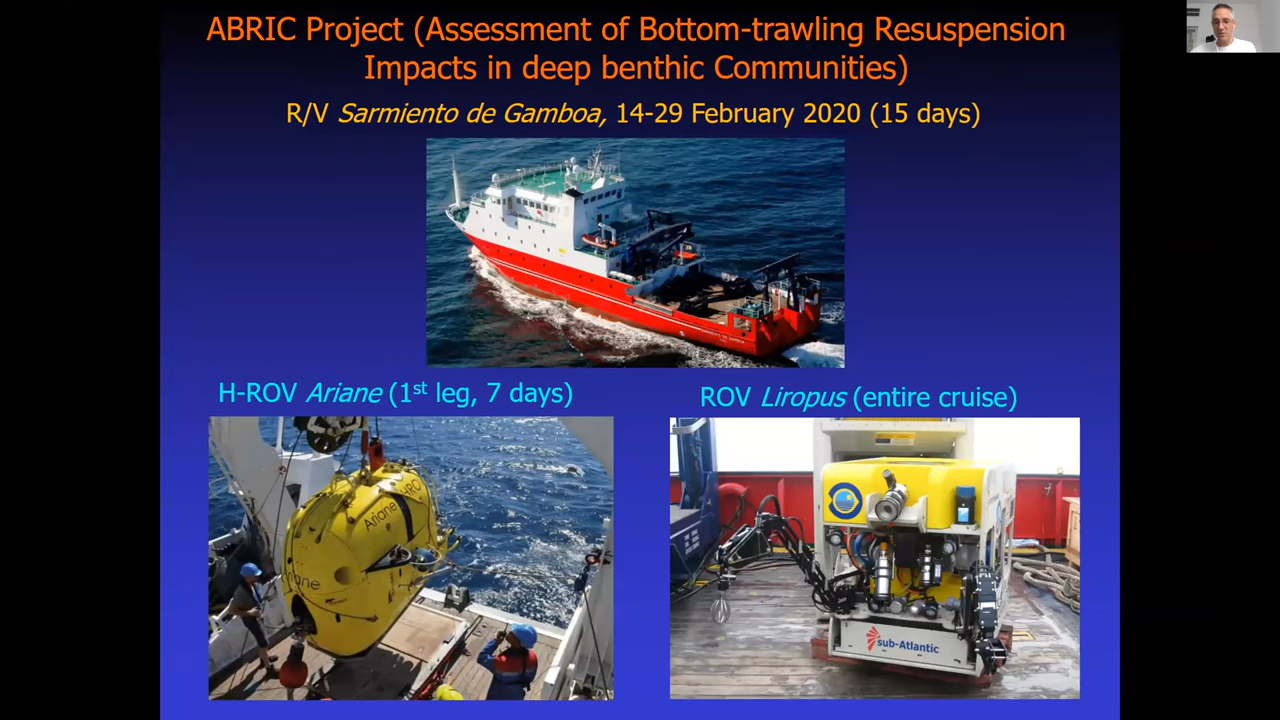 ABRIC Project (Assessment of Bottom-trawling Resuspension
Impacts in deep benthic Communities)
R/V Sarmiento de Gamboa, 14-29 February 2020 (15 days)
H-ROV Ariane (1st leg, 7 days)
ROV Liropus (entire cruise)
Ariane
sub-Atlantic